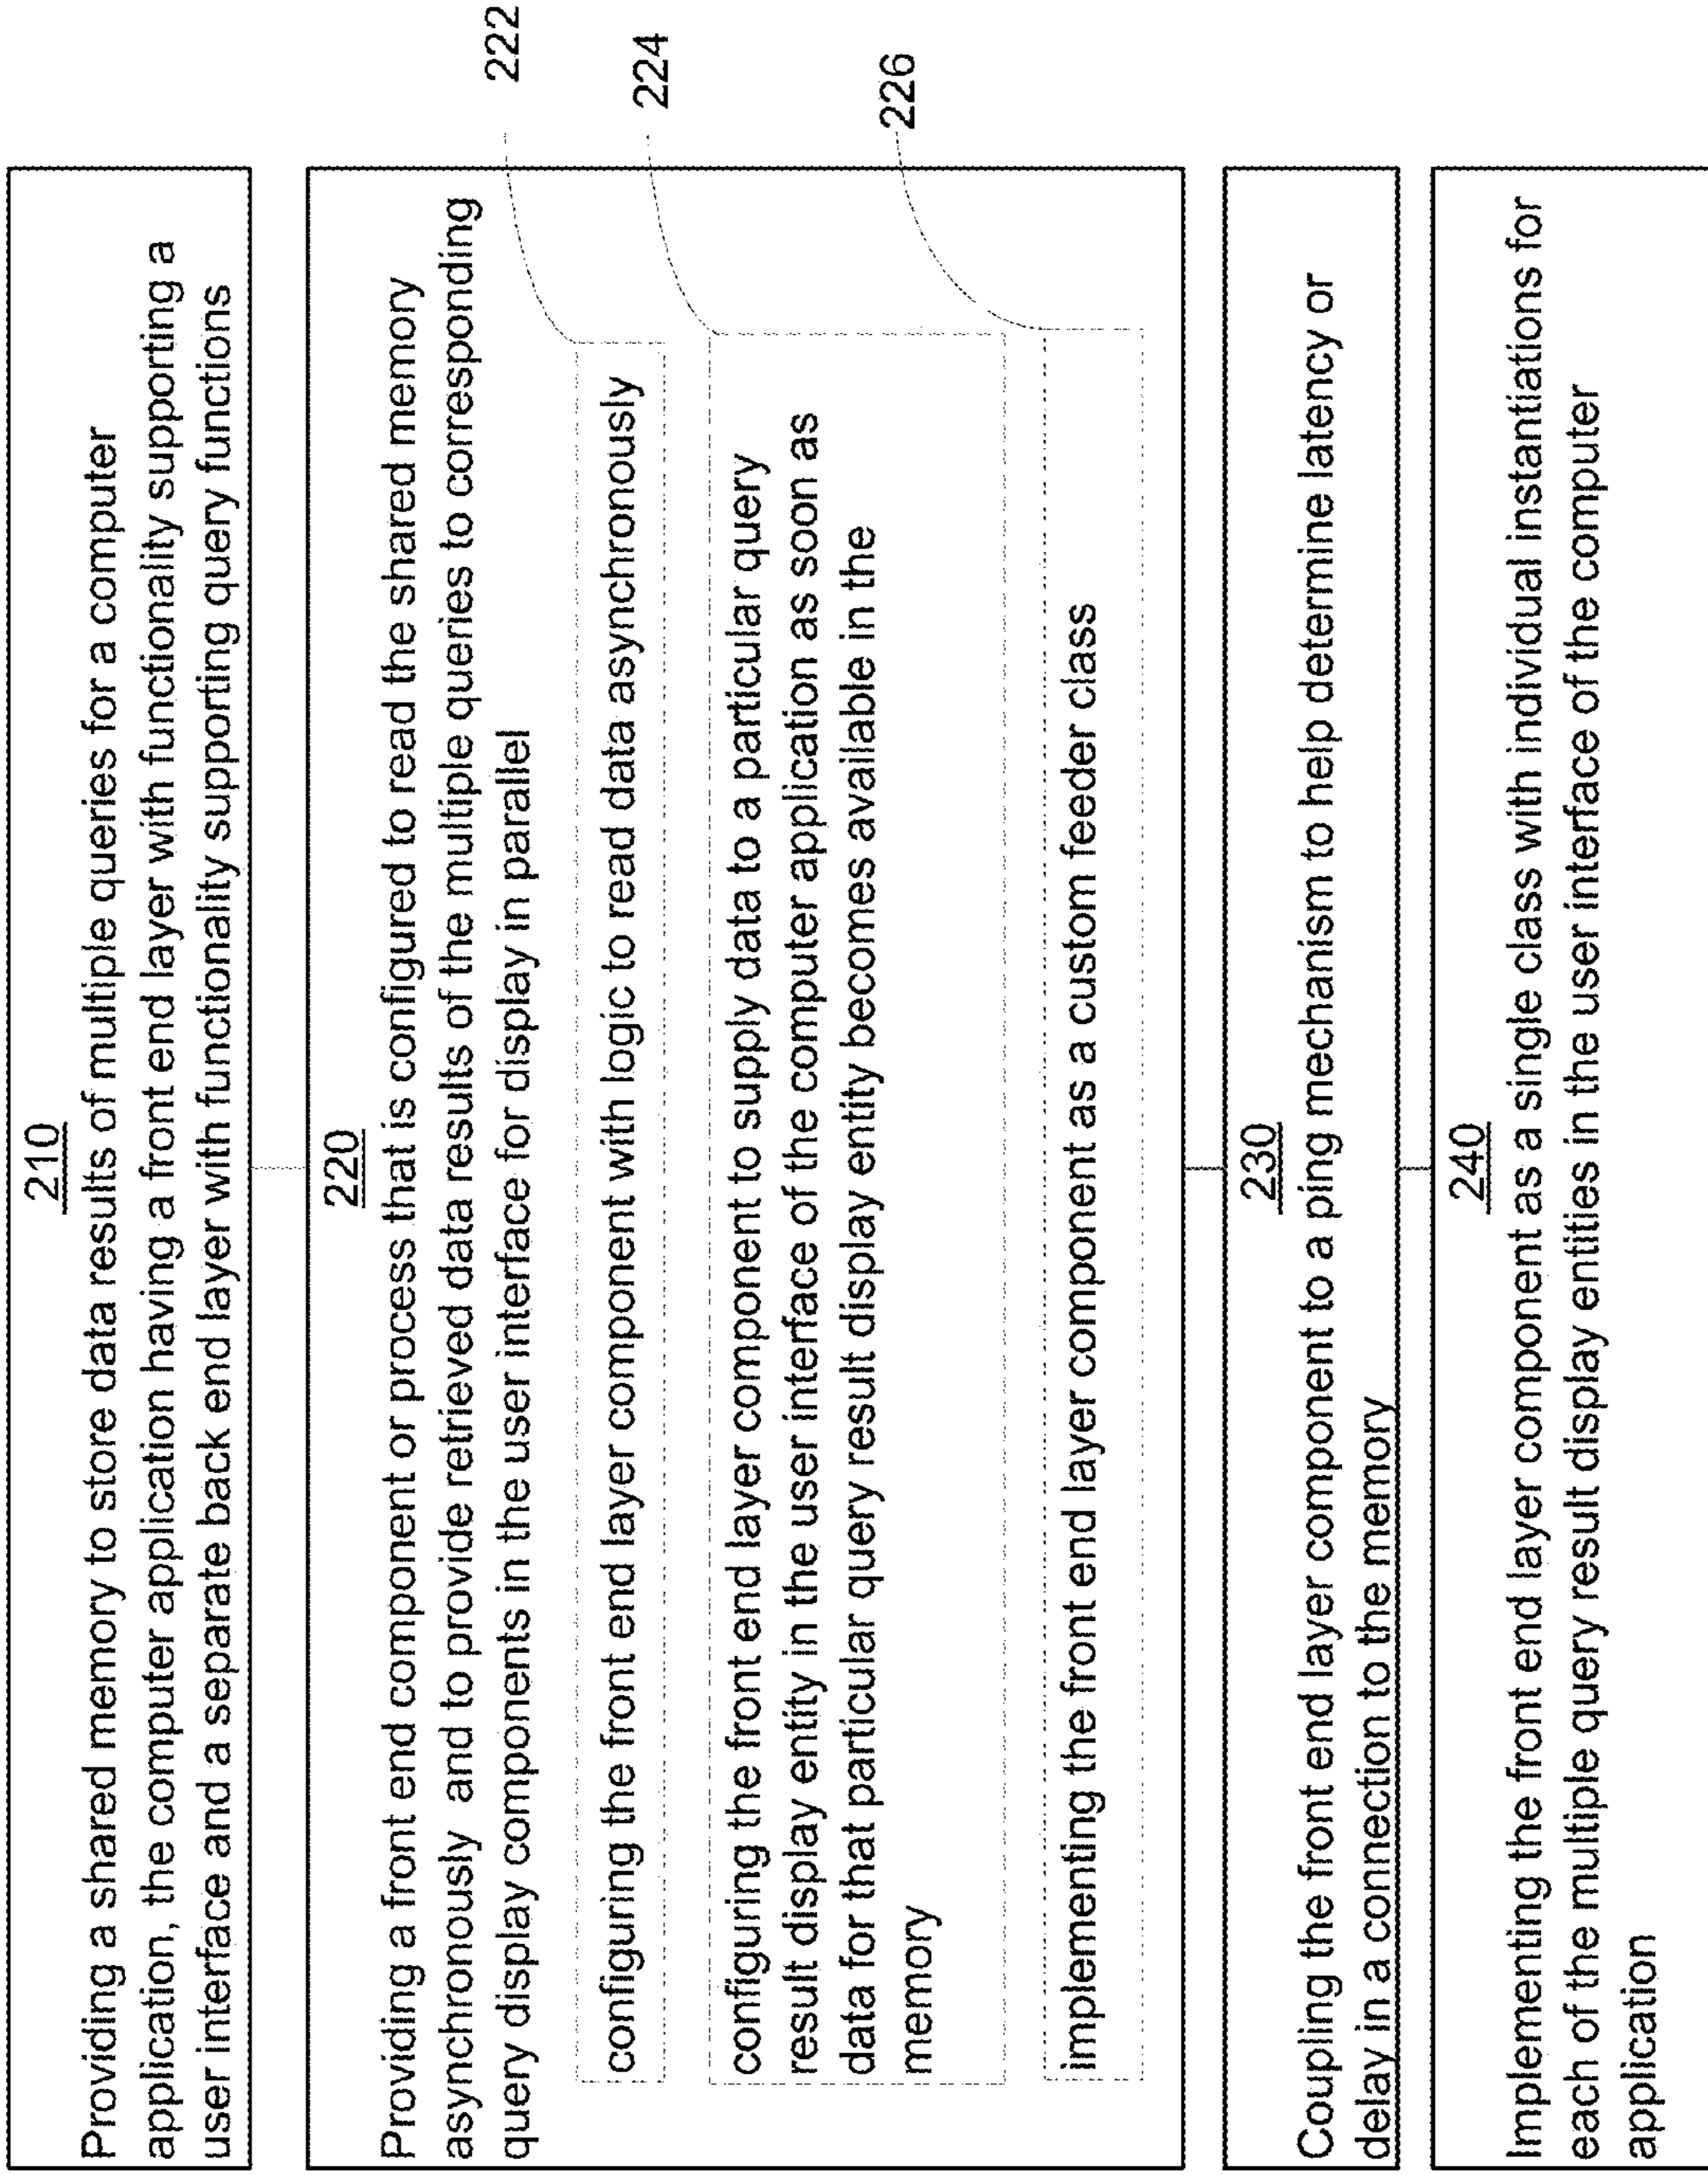 210
Providing a shared memory to store data results of multiple queries for a computer
application, the computer application having a front end layer with functionality supporting a
user interface and a separate back end layer with functionality supporting query functions
220
Providing a front end component or process that is configured to read the shared memory
asynchronously and to provide retrieved data results of the multiple queries to corresponding
query display components in the user interface for display in parallel
222
configuring the front end layer component with logic to read data asynchronously
224
configuring the front end layer component to supply data to a particular query
result display entity in the user interface of the computer application as soon as
data for that particular query result display entity becomes available in the
memory
226
implementing the front end layer component as a custom feeder class
230
Coupling the front end layer component to a ping mechanism to help determine latency or
delay in a connection to the memory
240
Implementing the front end layer component as a single class with individual instantiations for
each of the multiple query result display entities in the user interface of the computer
application